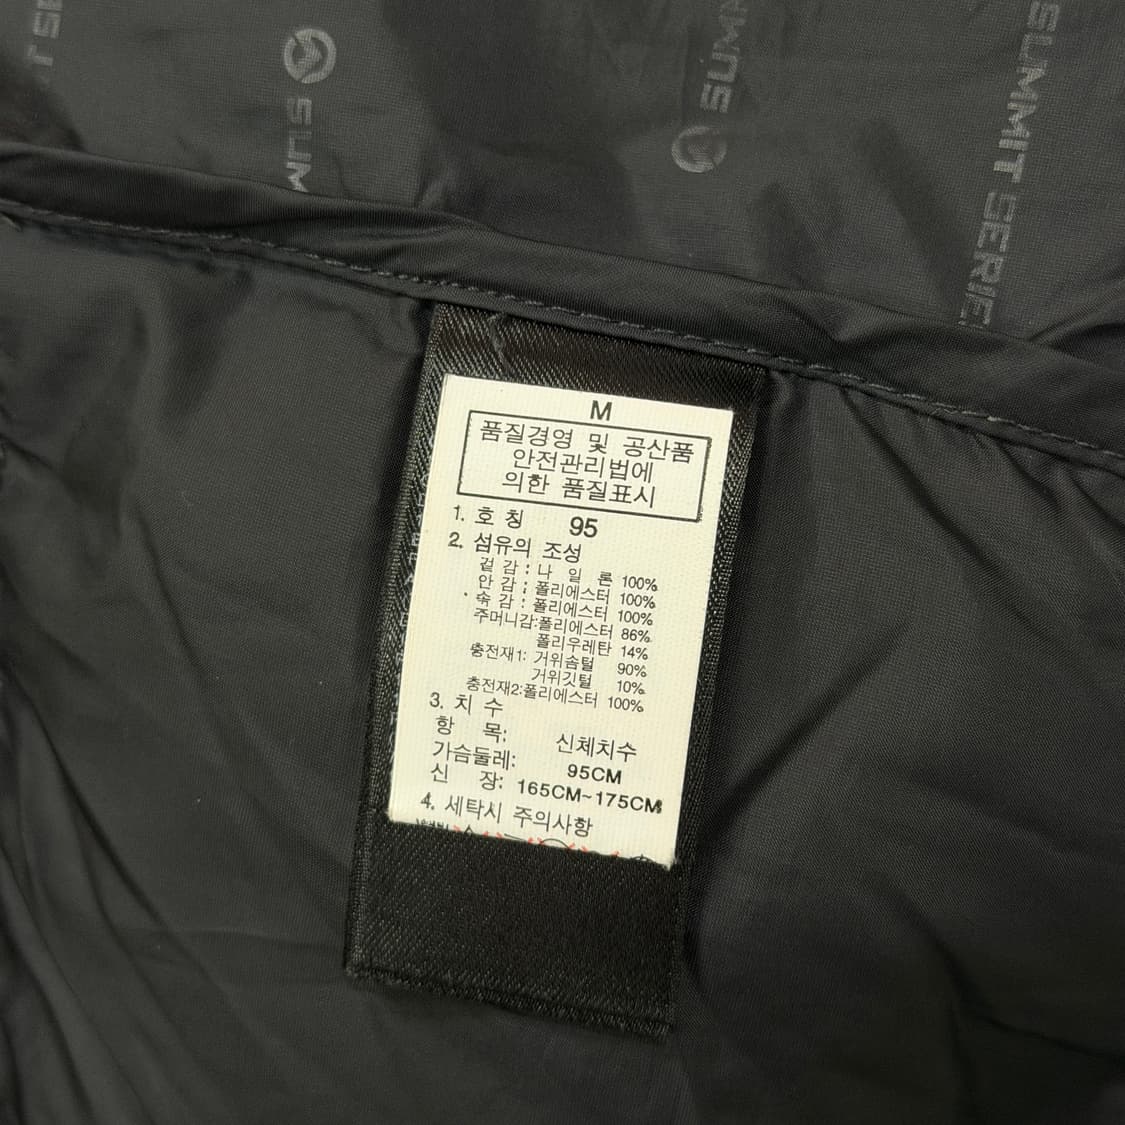 SUMMIT SERIE
SUMM
SUM
M
품질경영 및 공산품
안전관리법에
의한 품질표시
1. 호 칭 95
2. 섬유의 조성
겉 감 : 나 일 론 100%
안 감 : 폴리에스터 100%
속 감 : 폴리에스터 100%
주머니감:폴리에스터 86%
폴리우레탄 14%
충전재1: 거위솜털 90%
거위깃털 10%
충전재2:폴리에스터 100%
3. 치 수
항 목: 신체치수
가슴둘레: 95CM
신 장: 165CM~175CM
4. 세탁시 주의사항